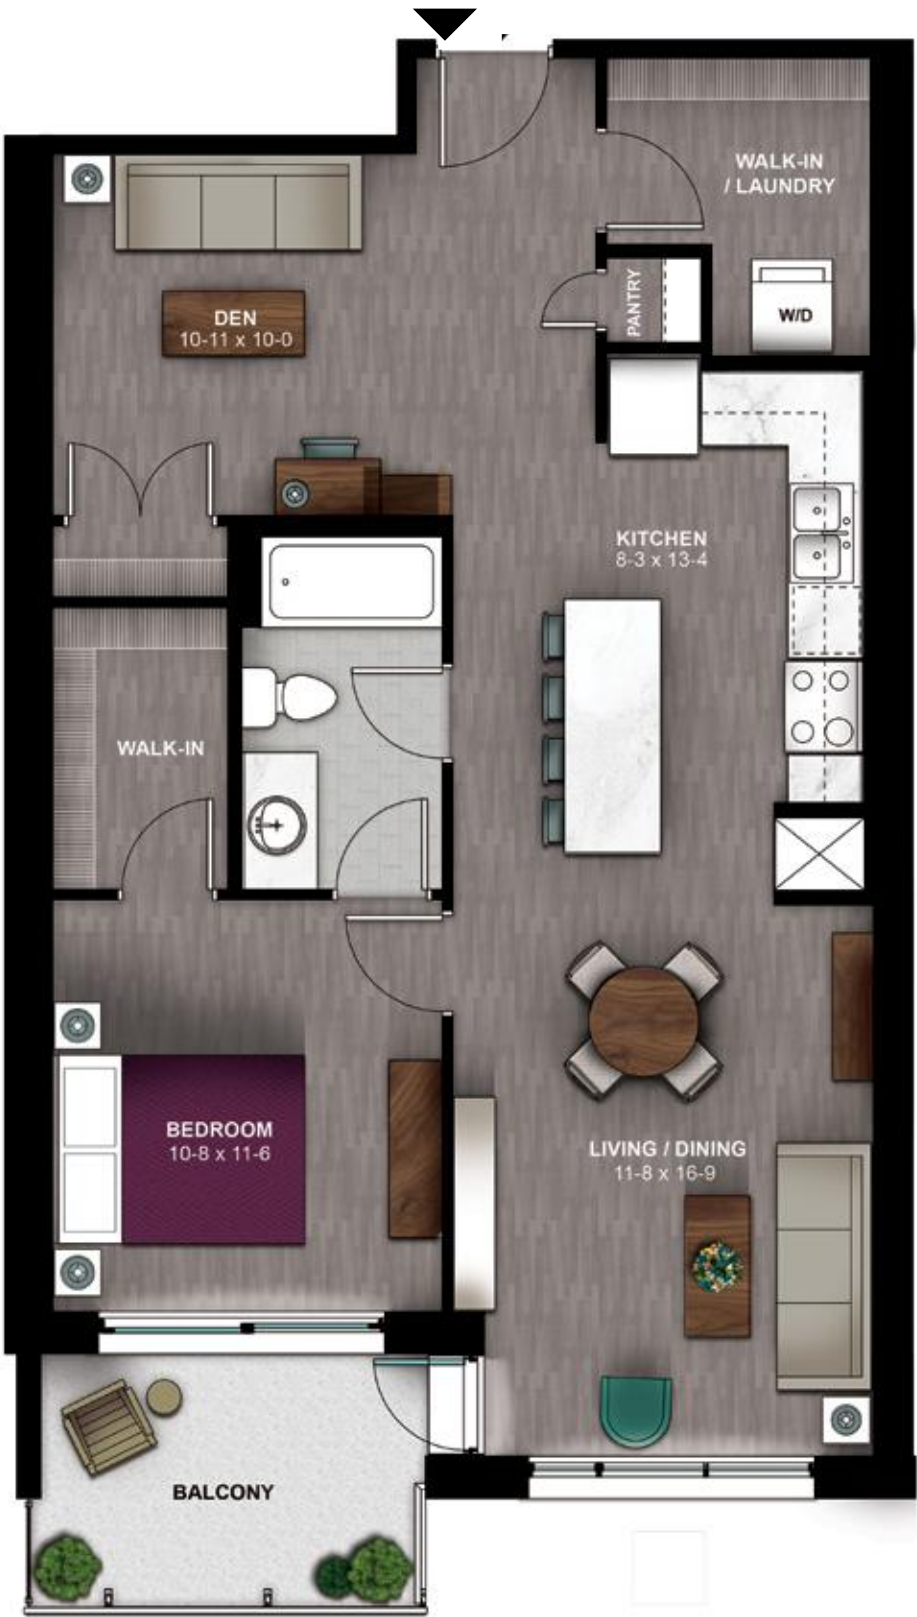 WALK-IN
/ LAUNDRY
PANTRY
W/D
DEN
10-11 x 10-0
KITCHEN
8-3 x 13-4
WALK-IN
BEDROOM
10-8 x 11-6
LIVING / DINING
11-8 x 16-9
BALCONY